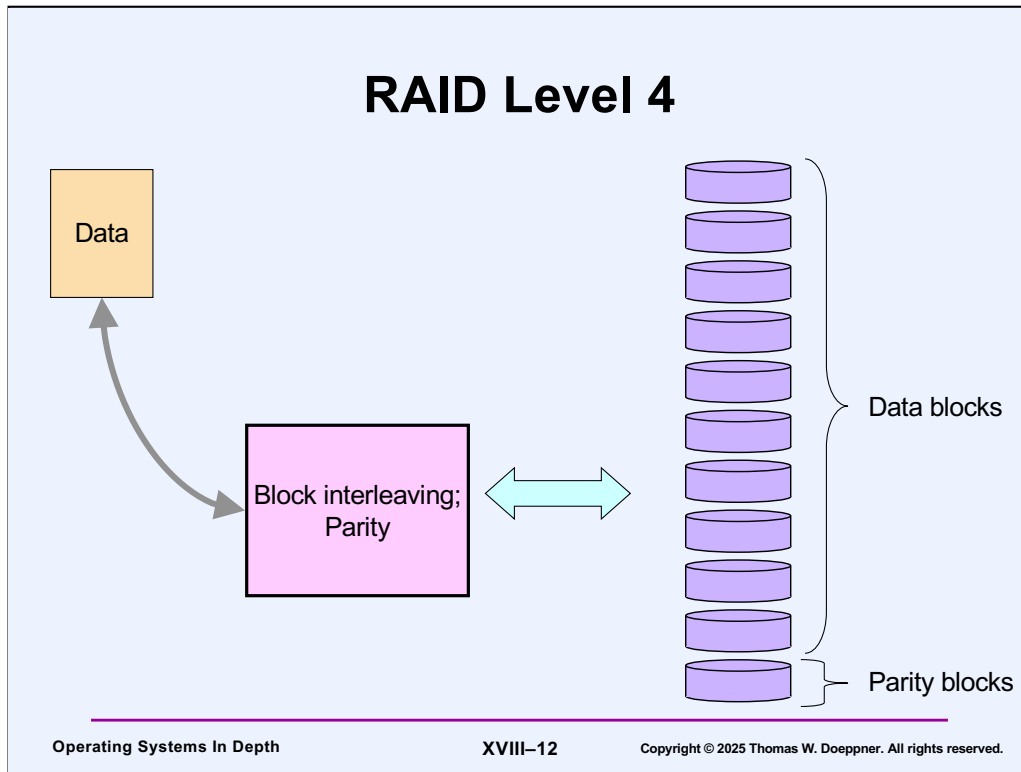 RAID Level 4
Data
Block interleaving;
Parity
Data blocks
Parity blocks
Operating Systems In Depth
XVIII–12
Copyright © 2025 Thomas W. Doeppner. All rights reserved.